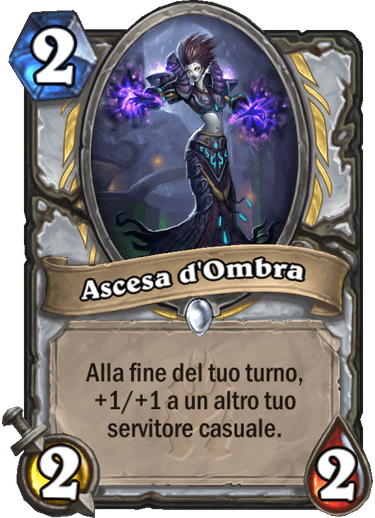 2
Ascesa d'Ombra
Alla fine del tuo turno,
+1/+1 a un altro tuo
servitore casuale.
2
2